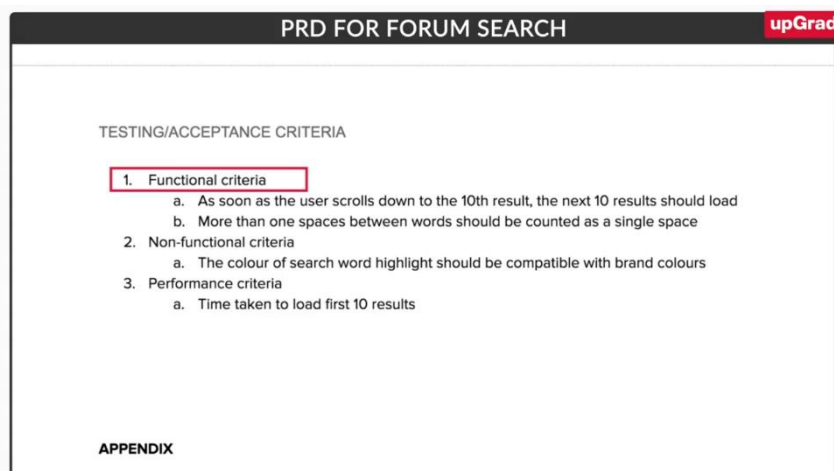 PRD FOR FORUM SEARCH
upGrad
TESTING/ACCEPTANCE CRITERIA
1. Functional criteria
a. As soon as the user scrolls down to the 10th result, the next 10 results should load
b. More than one spaces between words should be counted as a single space
2. Non-functional criteria
a. The colour of search word highlight should be compatible with brand colours
3. Performance criteria
a. Time taken to load first 10 results
APPENDIX